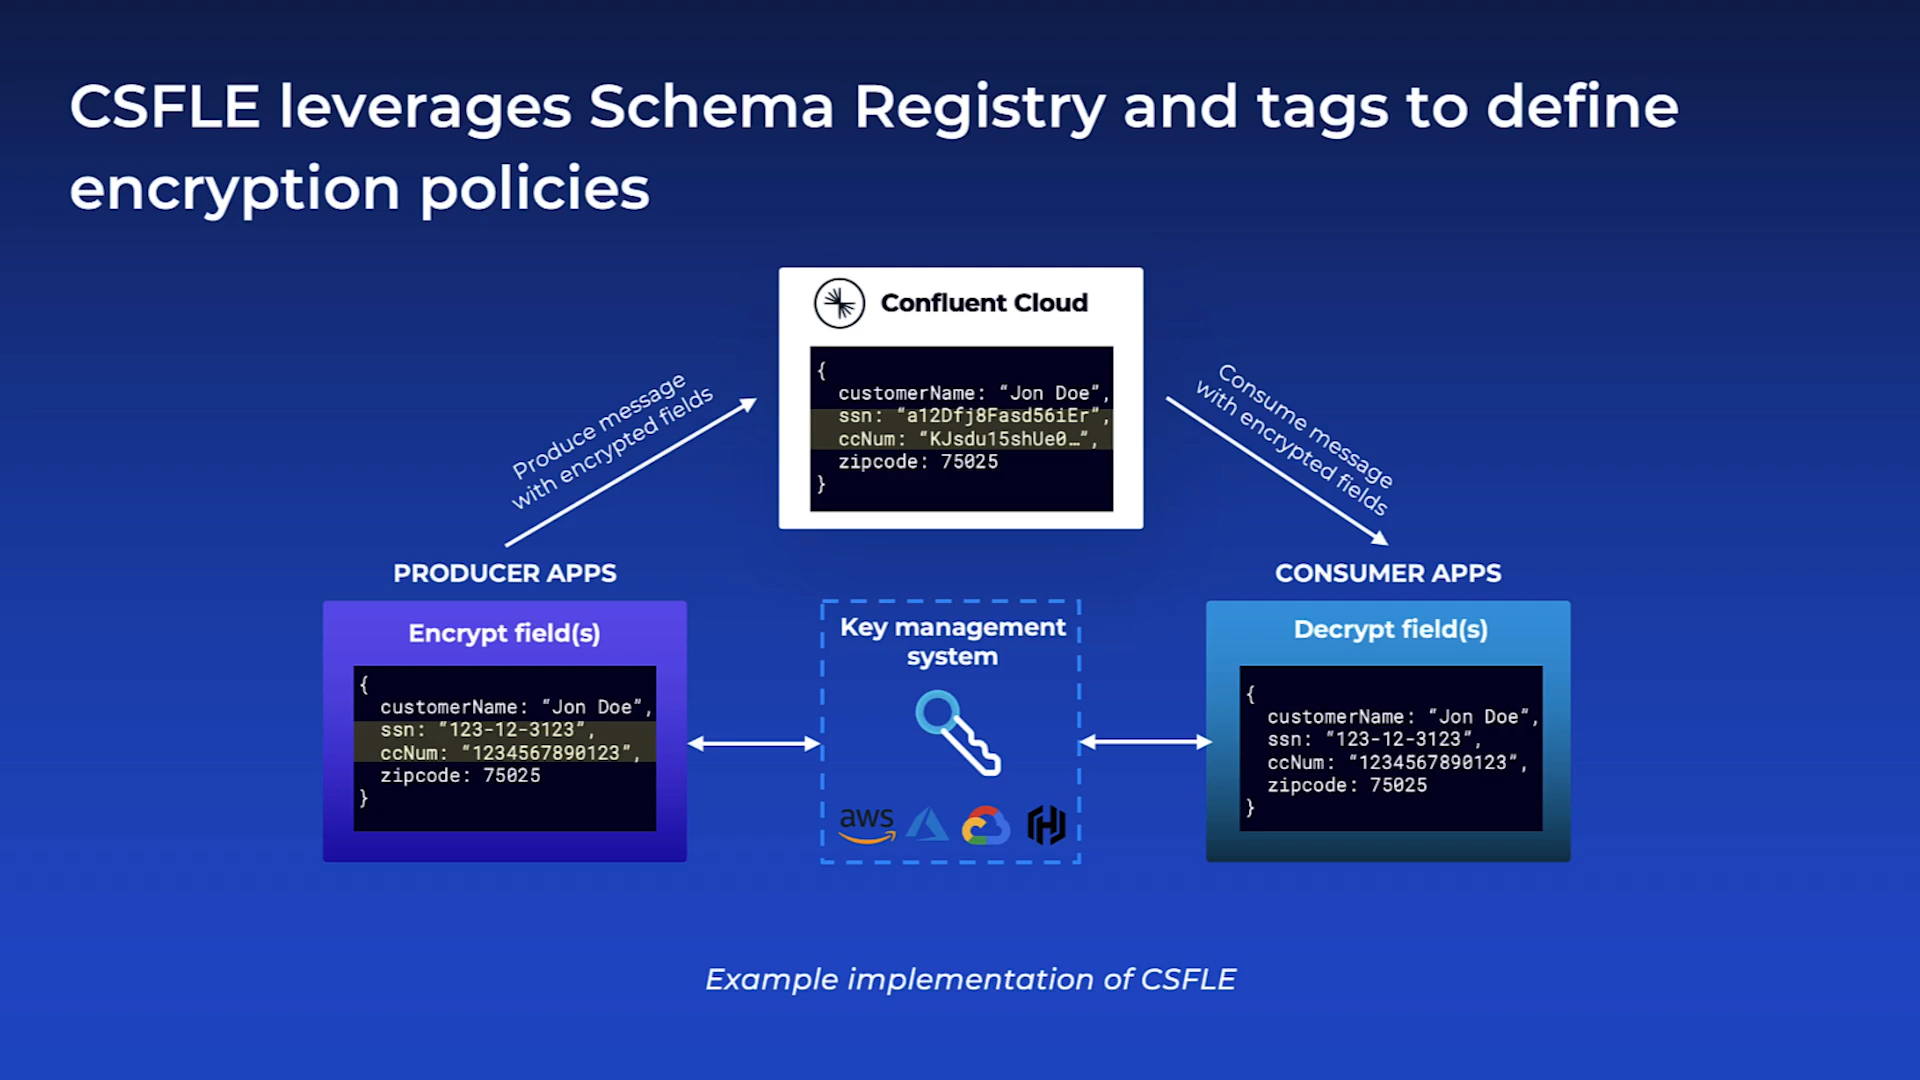 CSFLE leverages Schema Registry and tags to define
encryption policies
Confluent Cloud
{
customerName: “Jon Doe”,
ssn: “a12Dfj8Fasd56iEr”,
ccNum: “KJsdu15shUe0…”,
zipcode: 75025
}
Produce message
with encrypted fields
Consume message
with encrypted fields
PRODUCER APPS
Encrypt field(s)
{
customerName: “Jon Doe”,
ssn: “123-12-3123”,
ccNum: “1234567890123”,
zipcode: 75025
}
Key management
system
aws
CONSUMER APPS
Decrypt field(s)
{
customerName: “Jon Doe”,
ssn: “123-12-3123”,
ccNum: “1234567890123”,
zipcode: 75025
}
Example implementation of CSFLE